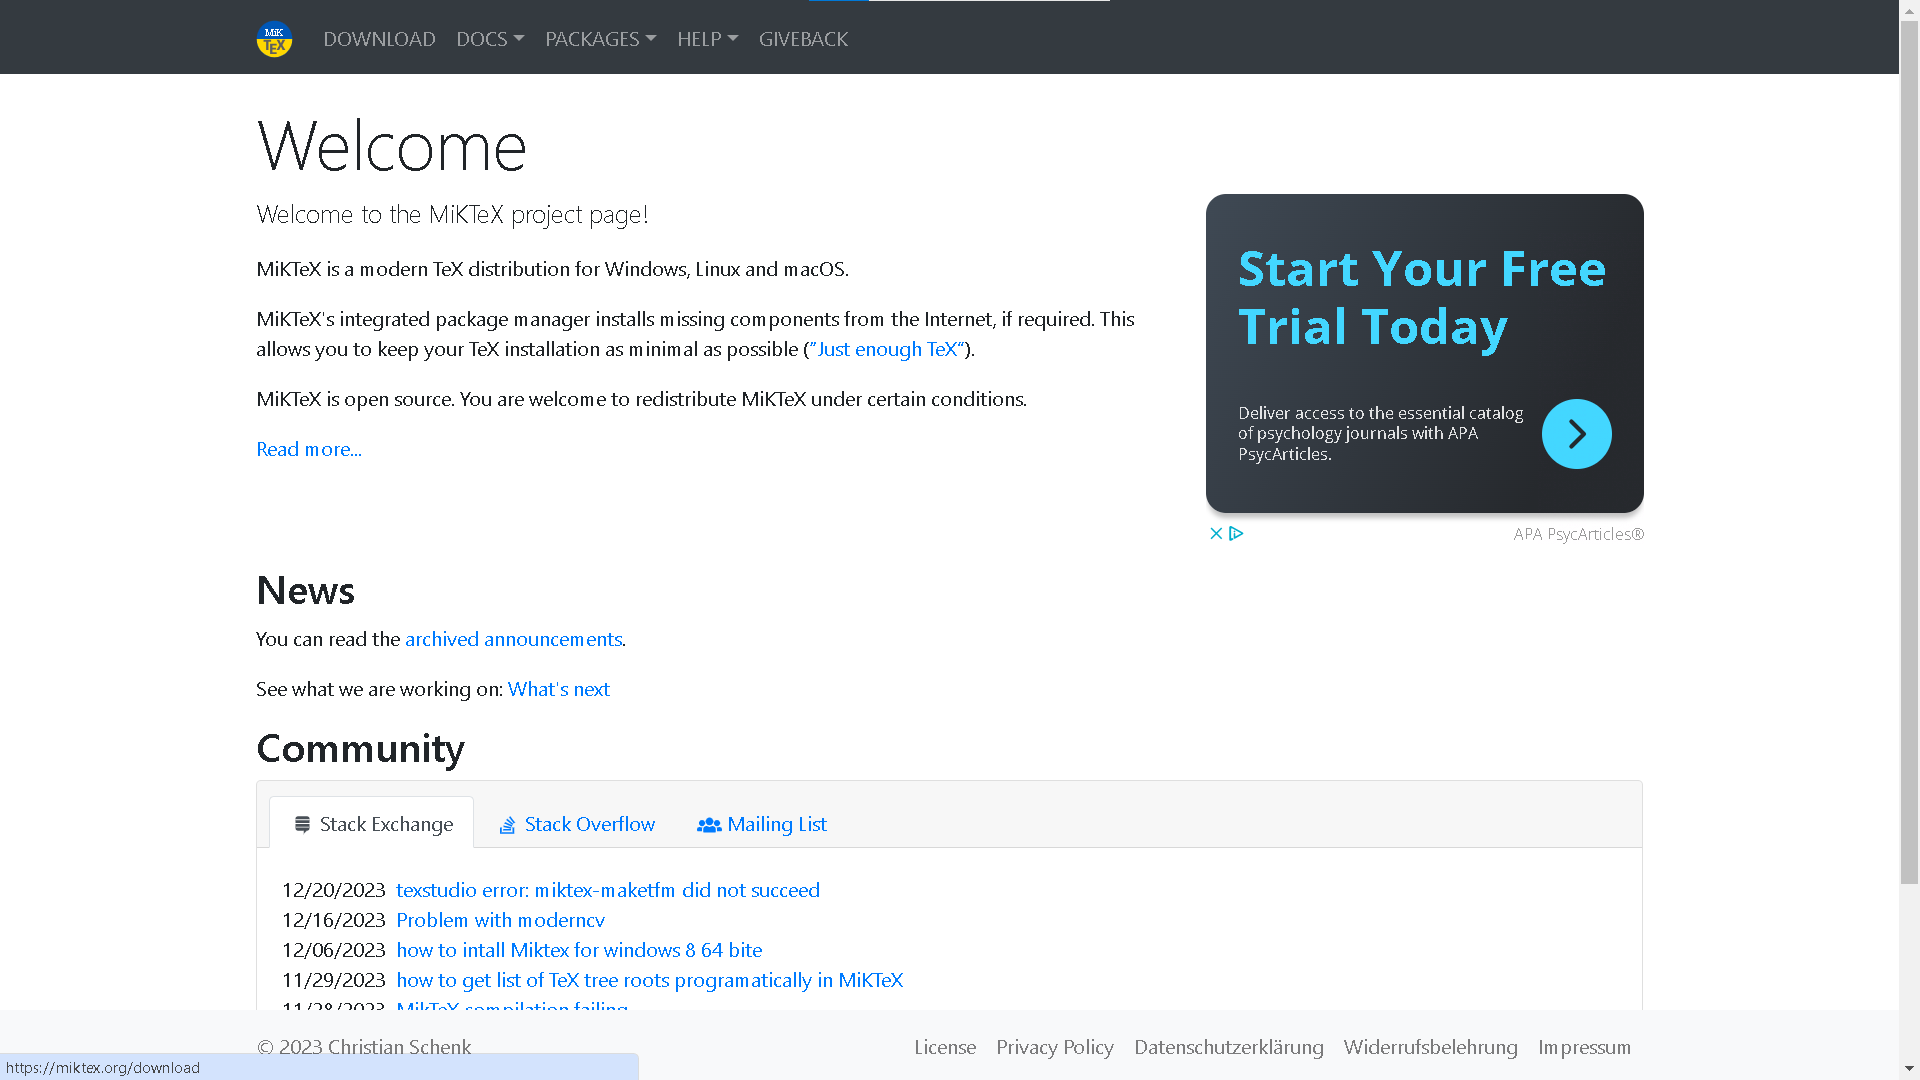 MiK
TEX
DOWNLOAD DOCS PACKAGES HELP GIVEBACK
Welcome
Welcome to the MiKTeX project page!
MiKTeX is a modern TeX distribution for Windows, Linux and macOS.
MiKTeX's integrated package manager installs missing components from the Internet, if required. This
allows you to keep your TeX installation as minimal as possible (”Just enough TeX“).
MiKTeX is open source. You are welcome to redistribute MiKTeX under certain conditions.
Read more...
Start Your Free
Trial Today
Deliver access to the essential catalog
of psychology journals with APA
PsycArticles.
APA PsycArticles®
News
You can read the archived announcements.
See what we are working on: What's next
Community
Stack Exchange Stack Overflow Mailing List
12/20/2023 texstudio error: miktex-maketfm did not succeed
12/16/2023 Problem with moderncv
12/06/2023 how to intall Miktex for windows 8 64 bite
11/29/2023 how to get list of TeX tree roots programatically in MiKTeX
11/28/2023 MikTeX compilation failing
© 2023 Christian Schenk License Privacy Policy Datenschutzerklärung Widerrufsbelehrung Impressum
https://miktex.org/download